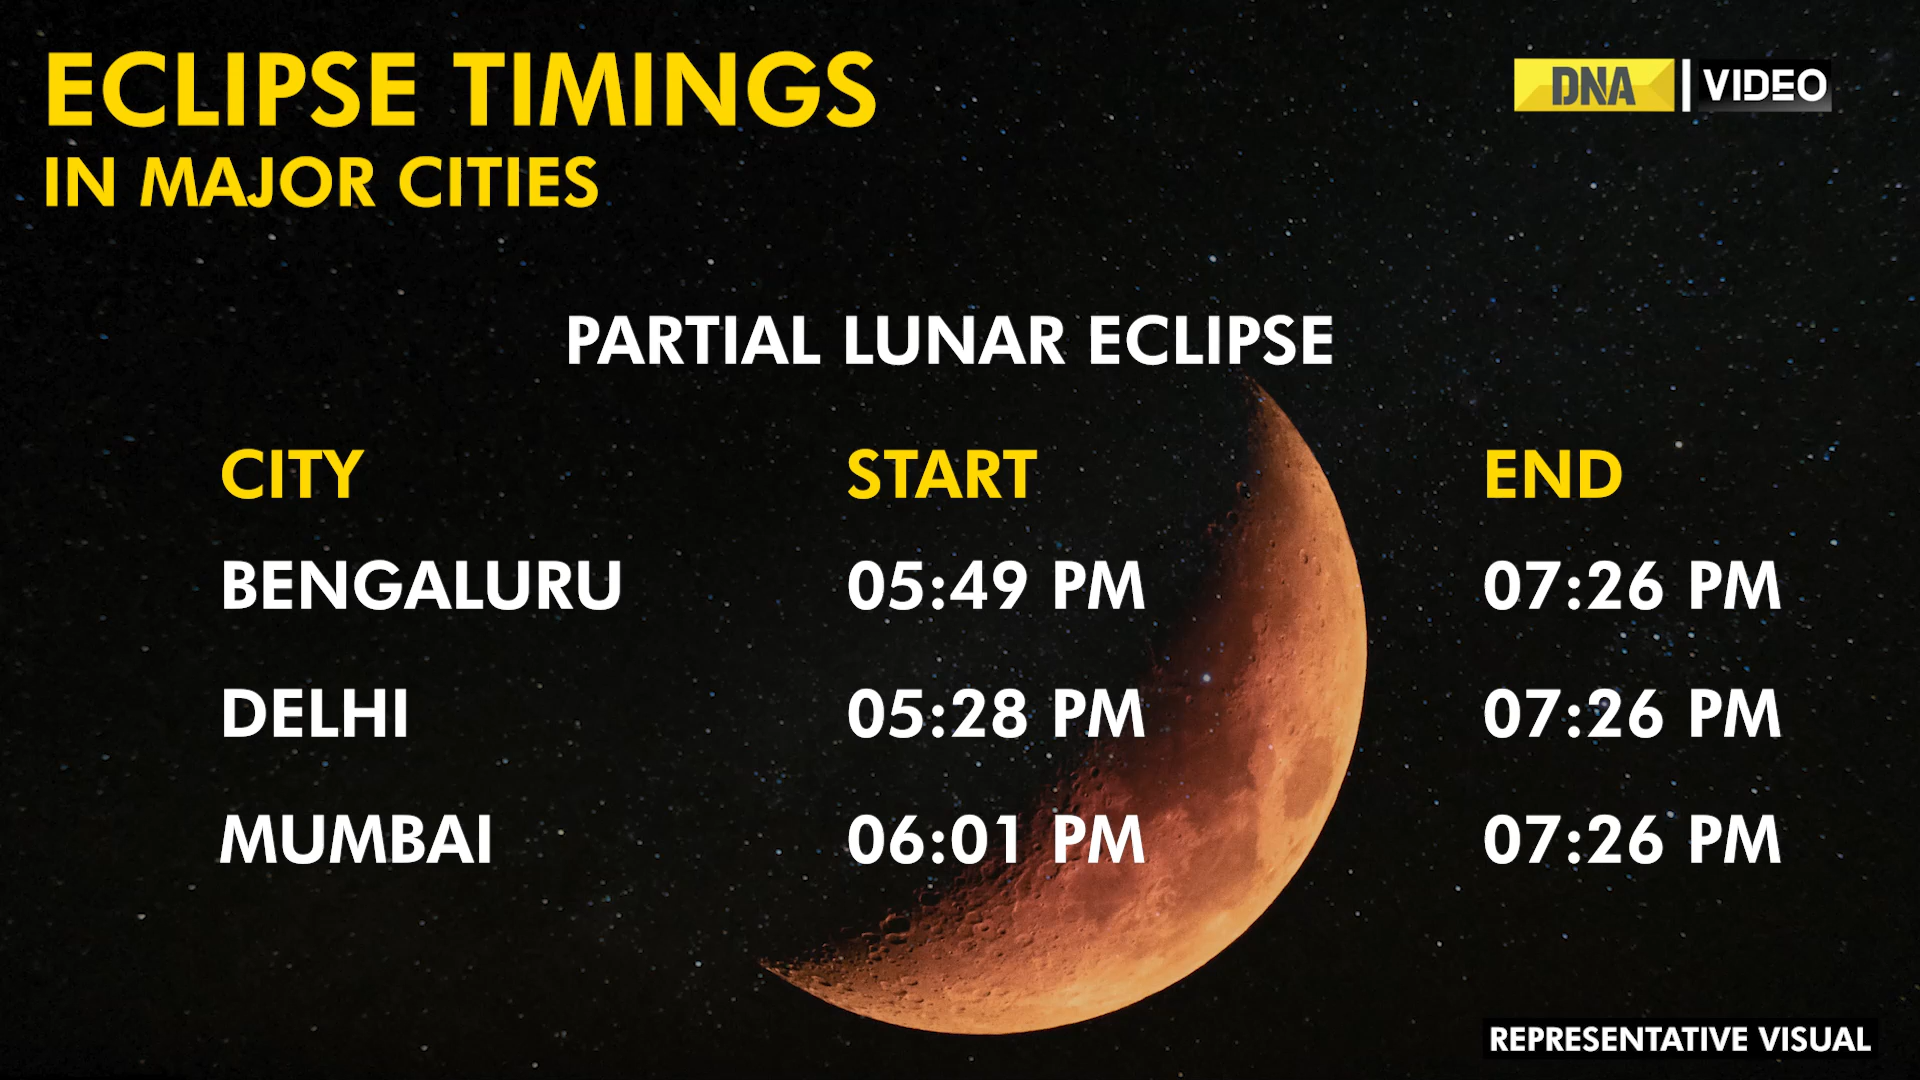 ECLIPSE TIMINGS
IN MAJOR CITIES
DNA | VIDEO
PARTIAL LUNAR ECLIPSE
CITY START END
BENGALURU 05:49 PM 07:26 PM
DELHI 05:28 PM 07:26 PM
MUMBAI 06:01 PM 07:26 PM
REPRESENTATIVE VISUAL